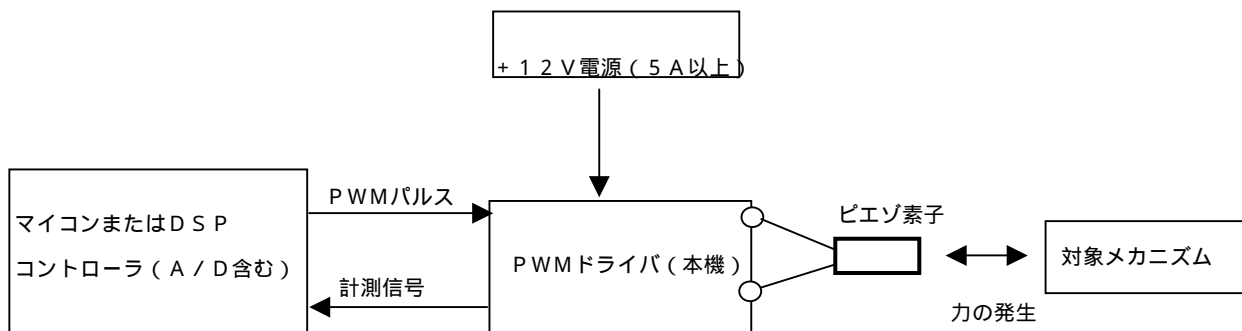 +12V電源(5A以上)
PWMパルス
マイコンまたはDSP
コントローラ(A/D含む)
計測信号
PWMドライバ(本機)
ピエゾ素子
対象メカニズム
力の発生